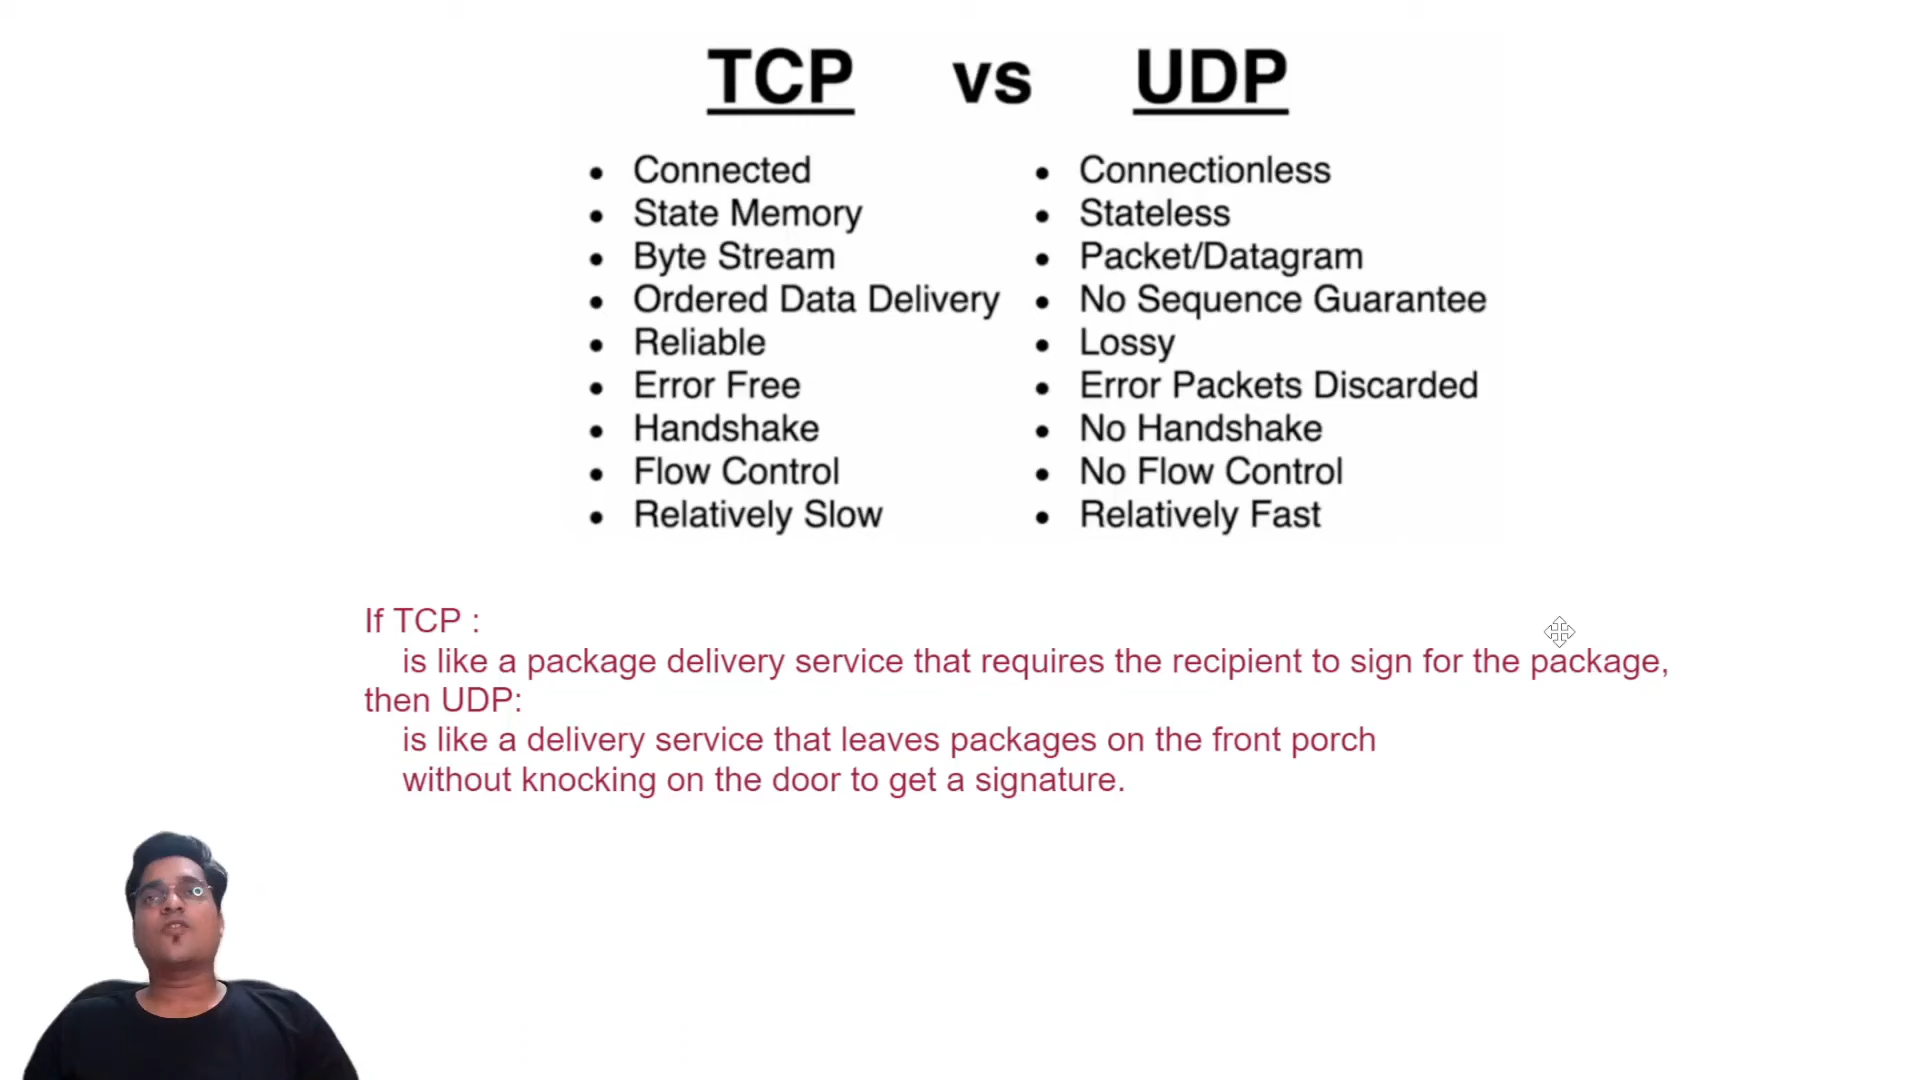 TCP vs UDP
• Connected • Connectionless
• State Memory • Stateless
• Byte Stream • Packet/Datagram
• Ordered Data Delivery • No Sequence Guarantee
• Reliable • Lossy
• Error Free • Error Packets Discarded
• Handshake • No Handshake
• Flow Control • No Flow Control
• Relatively Slow • Relatively Fast
If TCP :
is like a package delivery service that requires the recipient to sign for the package,
then UDP:
is like a delivery service that leaves packages on the front porch
without knocking on the door to get a signature.